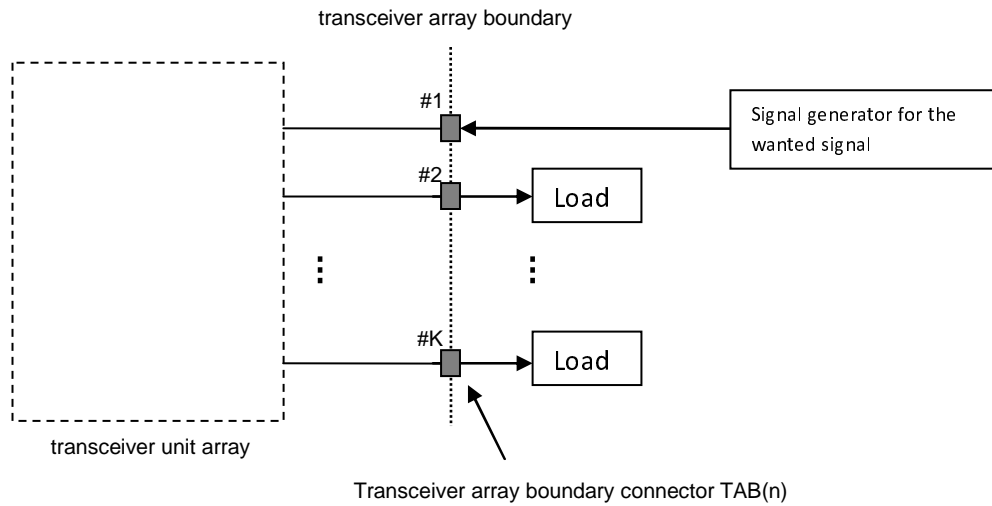 transceiver array boundary
#1
Signal generator for the
wanted signal
#2
Load
#K
Load
transceiver unit array
Transceiver array boundary connector TAB(n)